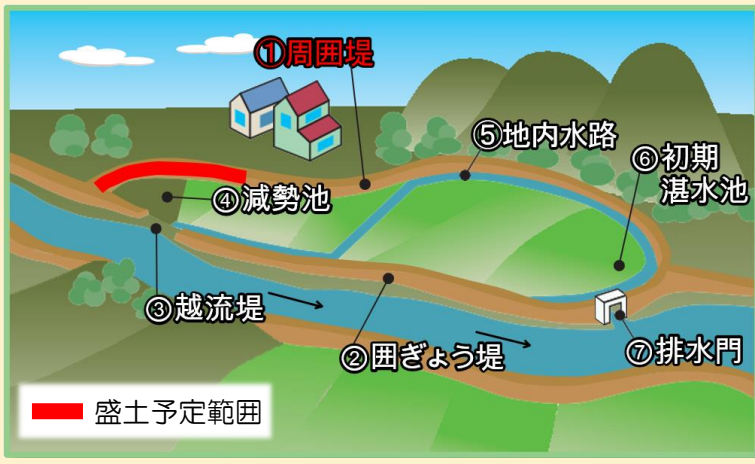 ①周囲堤
⑤地内水路
⑥初期
湛水池
④減勢池
③越流堤
②囲ぎょう堤
⑦排水門
盛土予定範囲